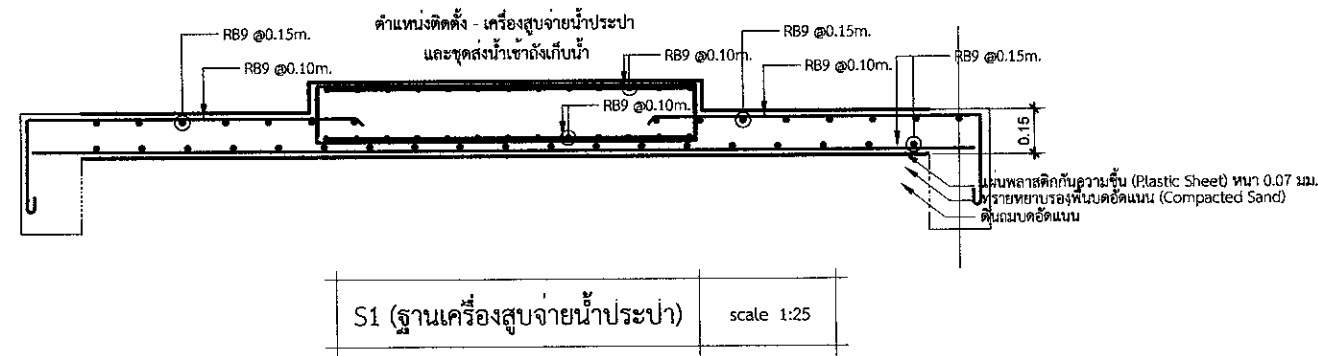 ตำแหน่งติดตั้ง - เครื่องสูบจ่ายน้ำประปา
และชุดส่งน้ำเข้าถังเก็บน้ำ
RB9 @0.15m.
RB9 @0.10m.
RB9 @0.10m.
RB9 @0.10m.
RB9 @0.15m.
RB9 @0.10m.
RB9 @0.15m.
0.15
แผ่นพลาสติกกันความชื้น (Plastic Sheet) หนา 0.07 มม.
ทรายหยาบรองพื้นบดอัดแน่น (Compacted Sand)
ดินถมบดอัดแน่น
S1 (ฐานเครื่องสูบจ่ายน้ำประปา)
scale 1:25